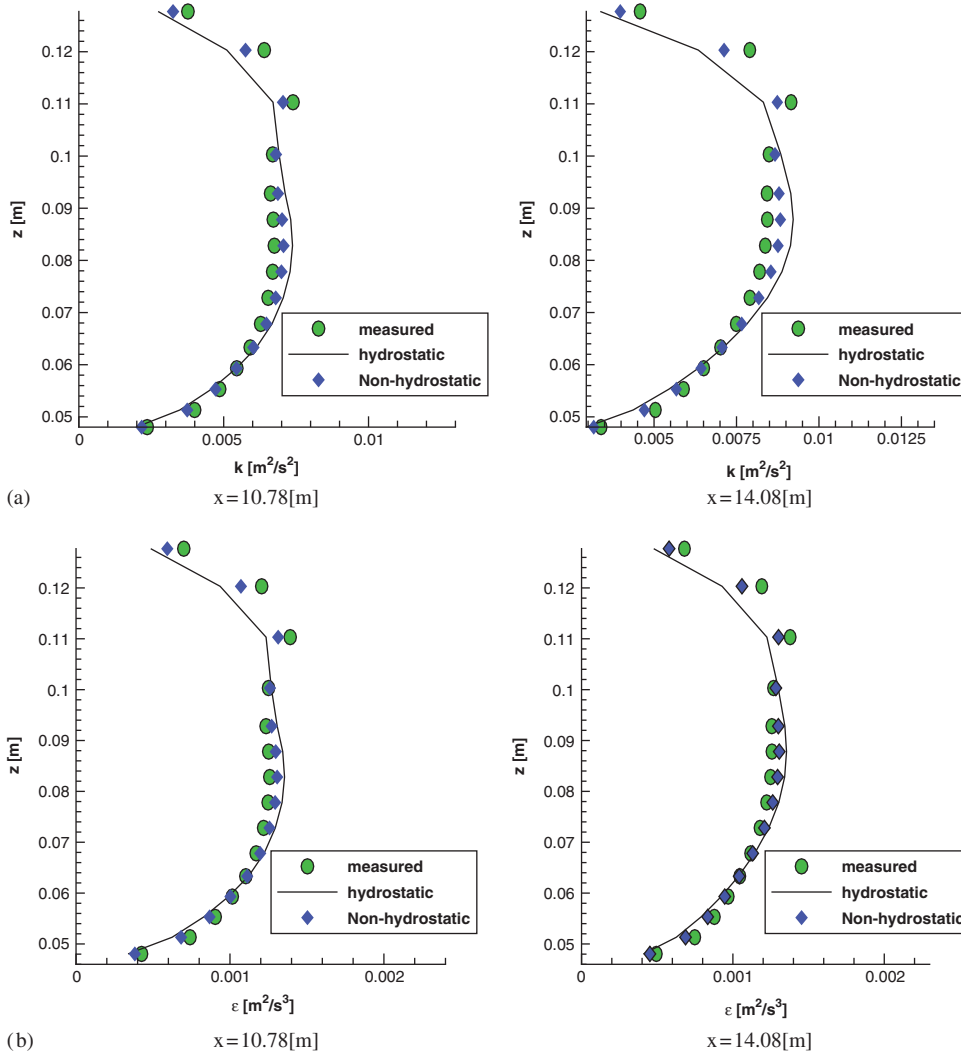 0.12
0.11
0.1
0.09
0.08
0.07
0.06
0.05
z [m]
0
0.005
0.01
k [m²/s²]
measured
hydrostatic
Non-hydrostatic
0.12
0.11
0.1
0.09
0.08
0.07
0.06
0.05
z [m]
0.005
0.0075
0.01
0.0125
k [m²/s²]
measured
hydrostatic
Non-hydrostatic
(a)
x=10.78[m]
x=14.08[m]
0.12
0.11
0.1
0.09
0.08
0.07
0.06
0.05
z [m]
0
0.001
0.002
ε [m²/s³]
measured
hydrostatic
Non-hydrostatic
0.12
0.11
0.1
0.09
0.08
0.07
0.06
0.05
z [m]
0
0.001
0.002
ε [m²/s³]
measured
hydrostatic
Non-hydrostatic
(b)
x=10.78[m]
x=14.08[m]